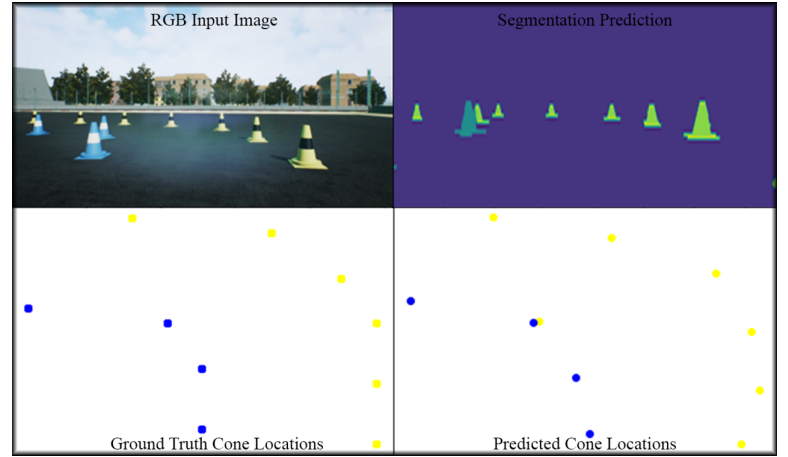 RGB Input Image
Segmentation Prediction
Ground Truth Cone Locations
Predicted Cone Locations